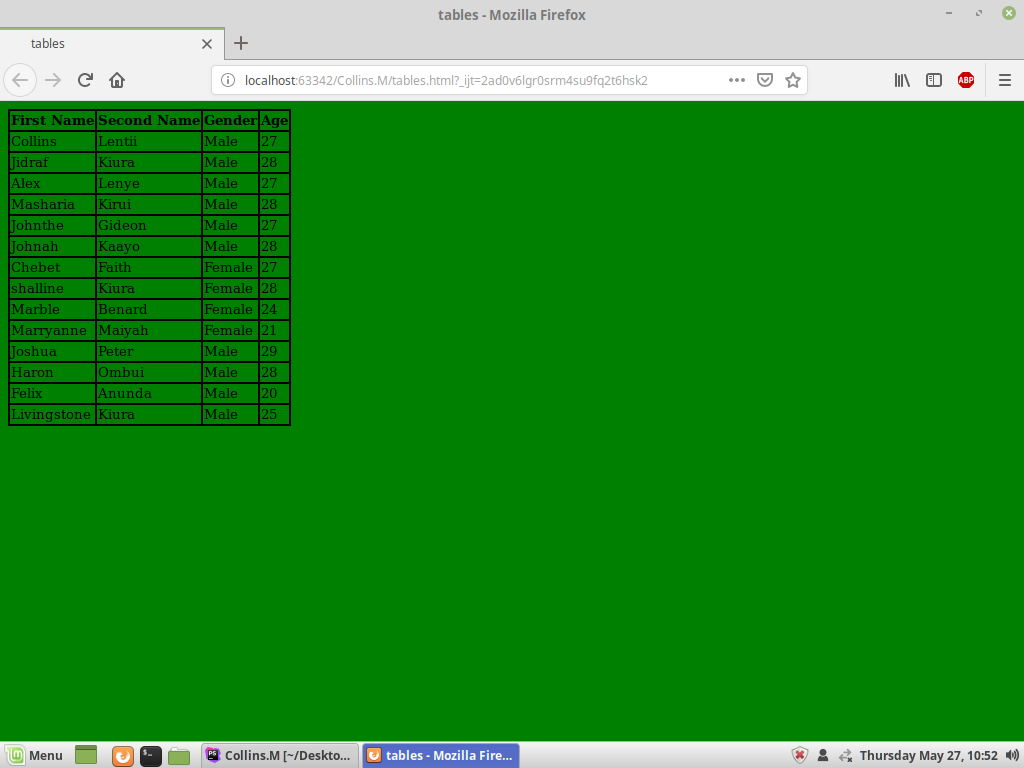 tables - Mozilla Firefox
tables
localhost:63342/Collins.M/tables.html?_ijt=2ad0v6lgr0srm4su9fq2t6hsk2
ABP
First Name Second Name Gender Age
Collins Lentii Male 27
Jidraf Kiura Male 28
Alex Lenye Male 27
Masharia Kirui Male 28
Johnthe Gideon Male 27
Johnah Kaayo Male 28
Chebet Faith Female 27
shalline Kiura Female 28
Marble Benard Female 24
Marryanne Maiyah Female 21
Joshua Peter Male 29
Haron Ombui Male 28
Felix Anunda Male 20
Livingstone Kiura Male 25
Menu PS Collins.M [~/Deskto... tables - Mozilla Fire... Thursday May 27, 10:52